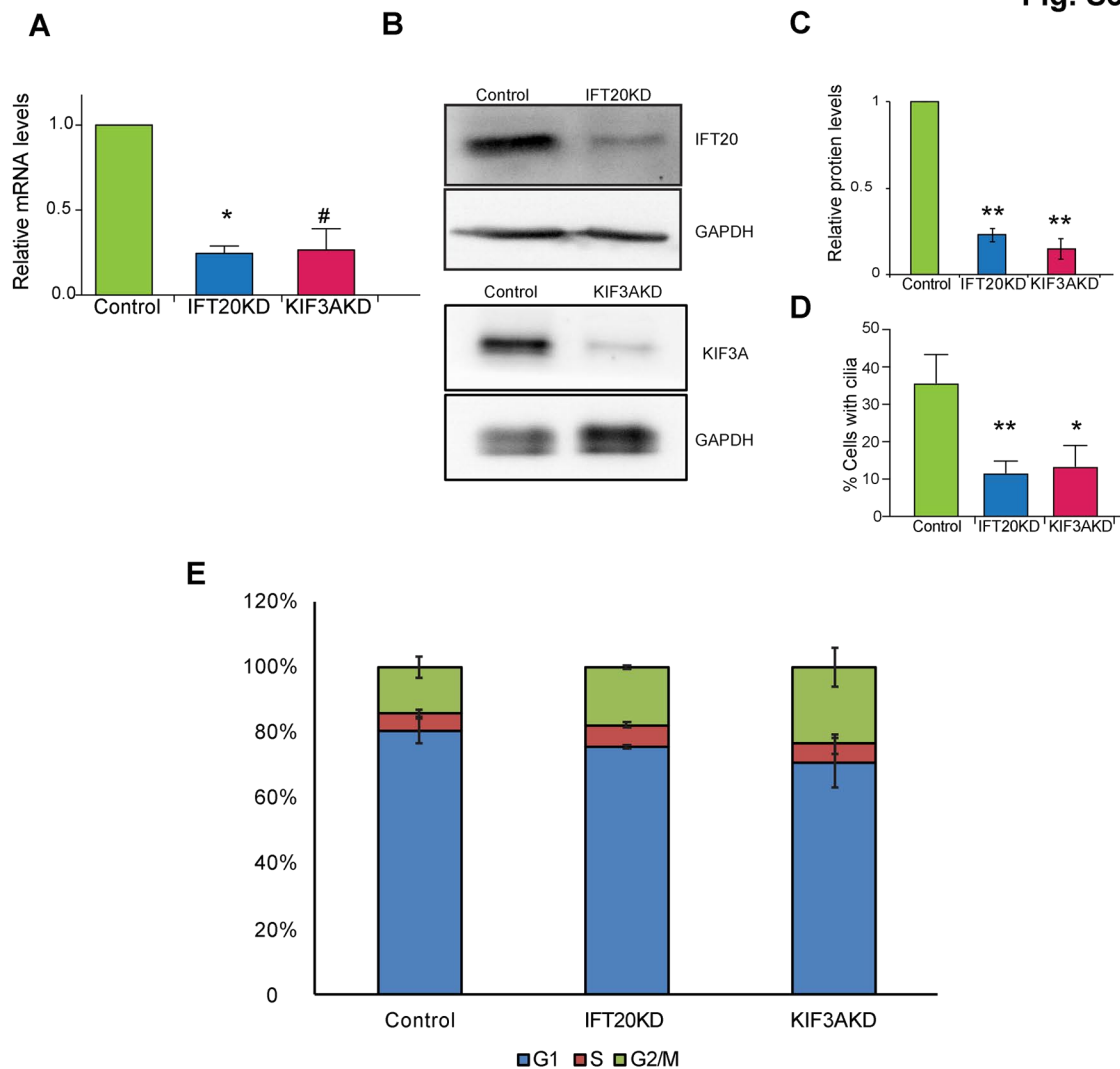 Fig.
A
B
C
Relative mRNA levels
1.0
0.5
0.0
*
#
Control
IFT20KD
KIF3AKD
Control
IFT20KD
IFT20
GAPDH
Control
KIF3AKD
KIF3A
GAPDH
Relative protien levels
1
0.5
0
**
**
Control
IFT20KD
KIF3AKD
D
% Cells with cilia
50
40
30
20
10
0
**
*
Control
IFT20KD
KIF3AKD
E
120%
100%
80%
60%
40%
20%
0
Control
IFT20KD
KIF3AKD
G1 S G2/M